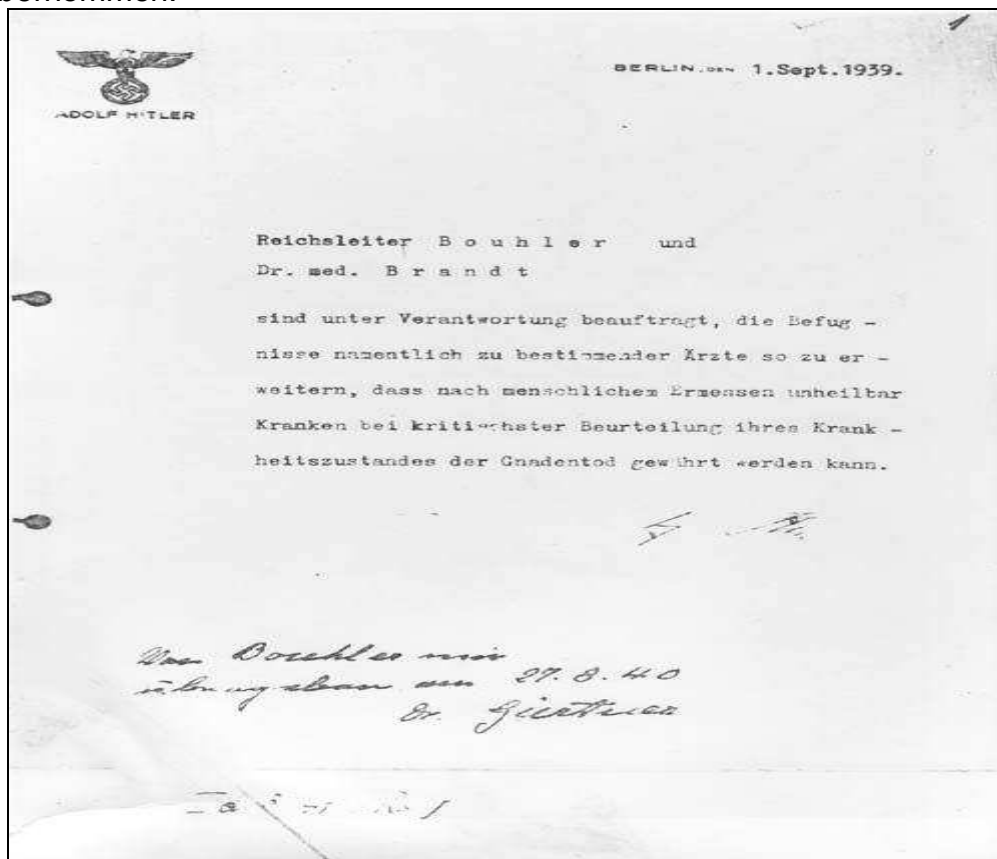 bernommen.
1
BERLIN, DEN 1.Sept.1939.
ADOLF HITLER
Reichsleiter B o u h l e r und
Dr. med. B r a n d t
sind unter Verantwortung beauftragt, die Befug -
nisse namentlich zu bestimmender Ärzte so zu er -
weitern, dass nach menschlichem Ermessen unheilbar
Kranken bei kritischster Beurteilung ihres Krank -
heitszustandes der Gnadentod gewährt werden kann.
Von Bouhler mir
übergeben am 27.8.40
Dr. Gürtner